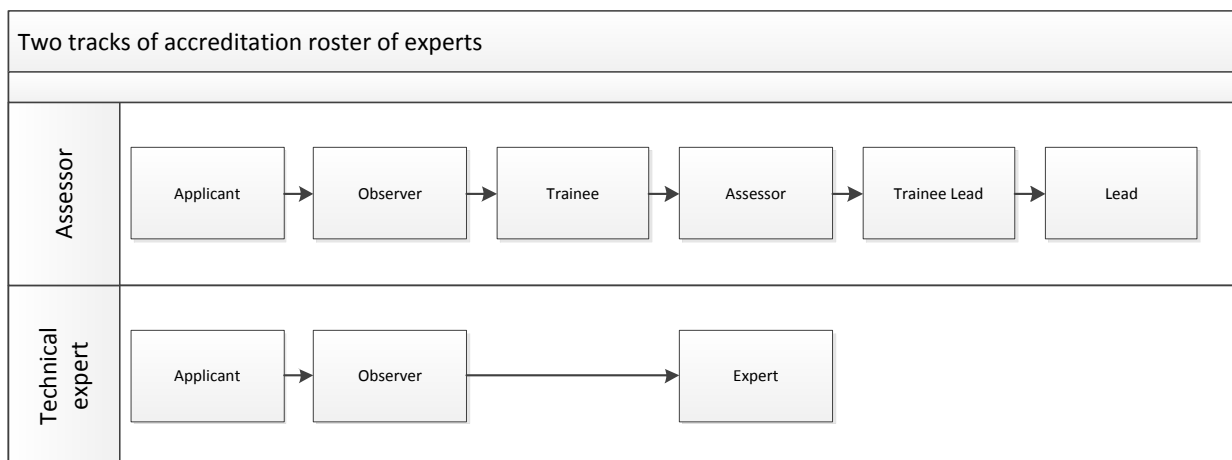 Two tracks of accreditation roster of experts
Assessor
Applicant
Observer
Trainee
Assessor
Trainee Lead
Lead
Technical
expert
Applicant
Observer
Expert